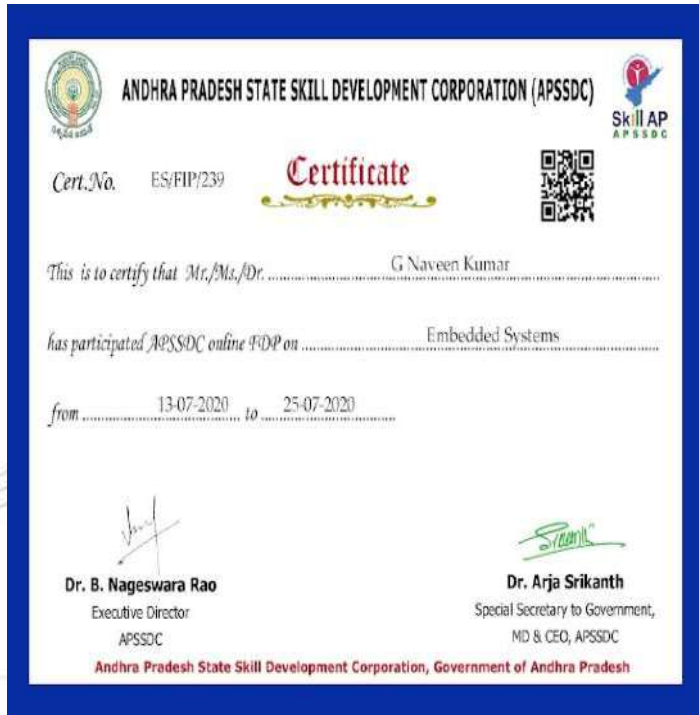 ANDHRA PRADESH STATE SKILL DEVELOPMENT CORPORATION (APSSDC)
Skill AP
APSSDC
Cert.No. ES/FIP/239
Certificate
This is to certify that Mr./Ms./Dr. G Naveen Kumar
has participated APSSDC online FDP on Embedded Systems
from 13-07-2020 to 25-07-2020
Dr. B. Nageswara Rao
Executive Director
APSSDC
Dr. Arja Srikanth
Special Secretary to Government,
MD & CEO, APSSDC
Andhra Pradesh State Skill Development Corporation, Government of Andhra Pradesh